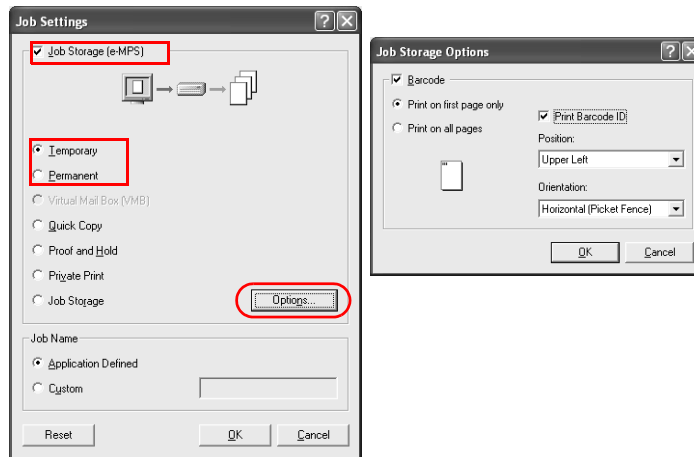 Job Settings
Job Storage (e-MPS)
Temporary
Permanent
Virtual Mail Box (VMB)
Quick Copy
Proof and Hold
Private Print
Job Storage
Options...
Job Name
Application Defined
Custom
Reset
OK
Cancel
Job Storage Options
Barcode
Print on first page only
Print on all pages
Print Barcode ID
Position:
Upper Left
Orientation:
Horizontal (Picket Fence)
OK
Cancel